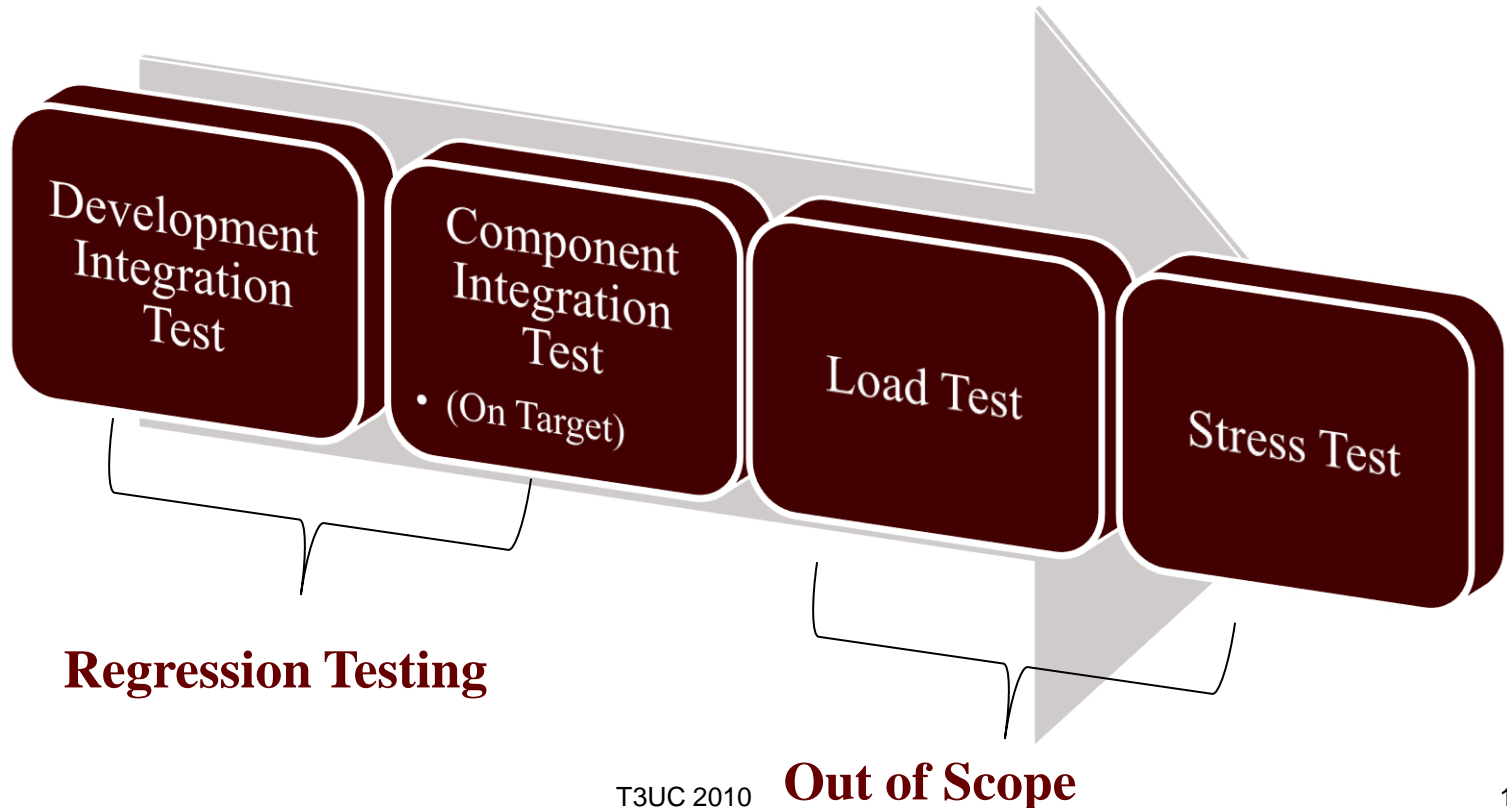 Development
Integration
Test
Component
Integration
Test
• (On Target)
Load Test
Stress Test
Regression Testing
Out of Scope
T3UC 2010